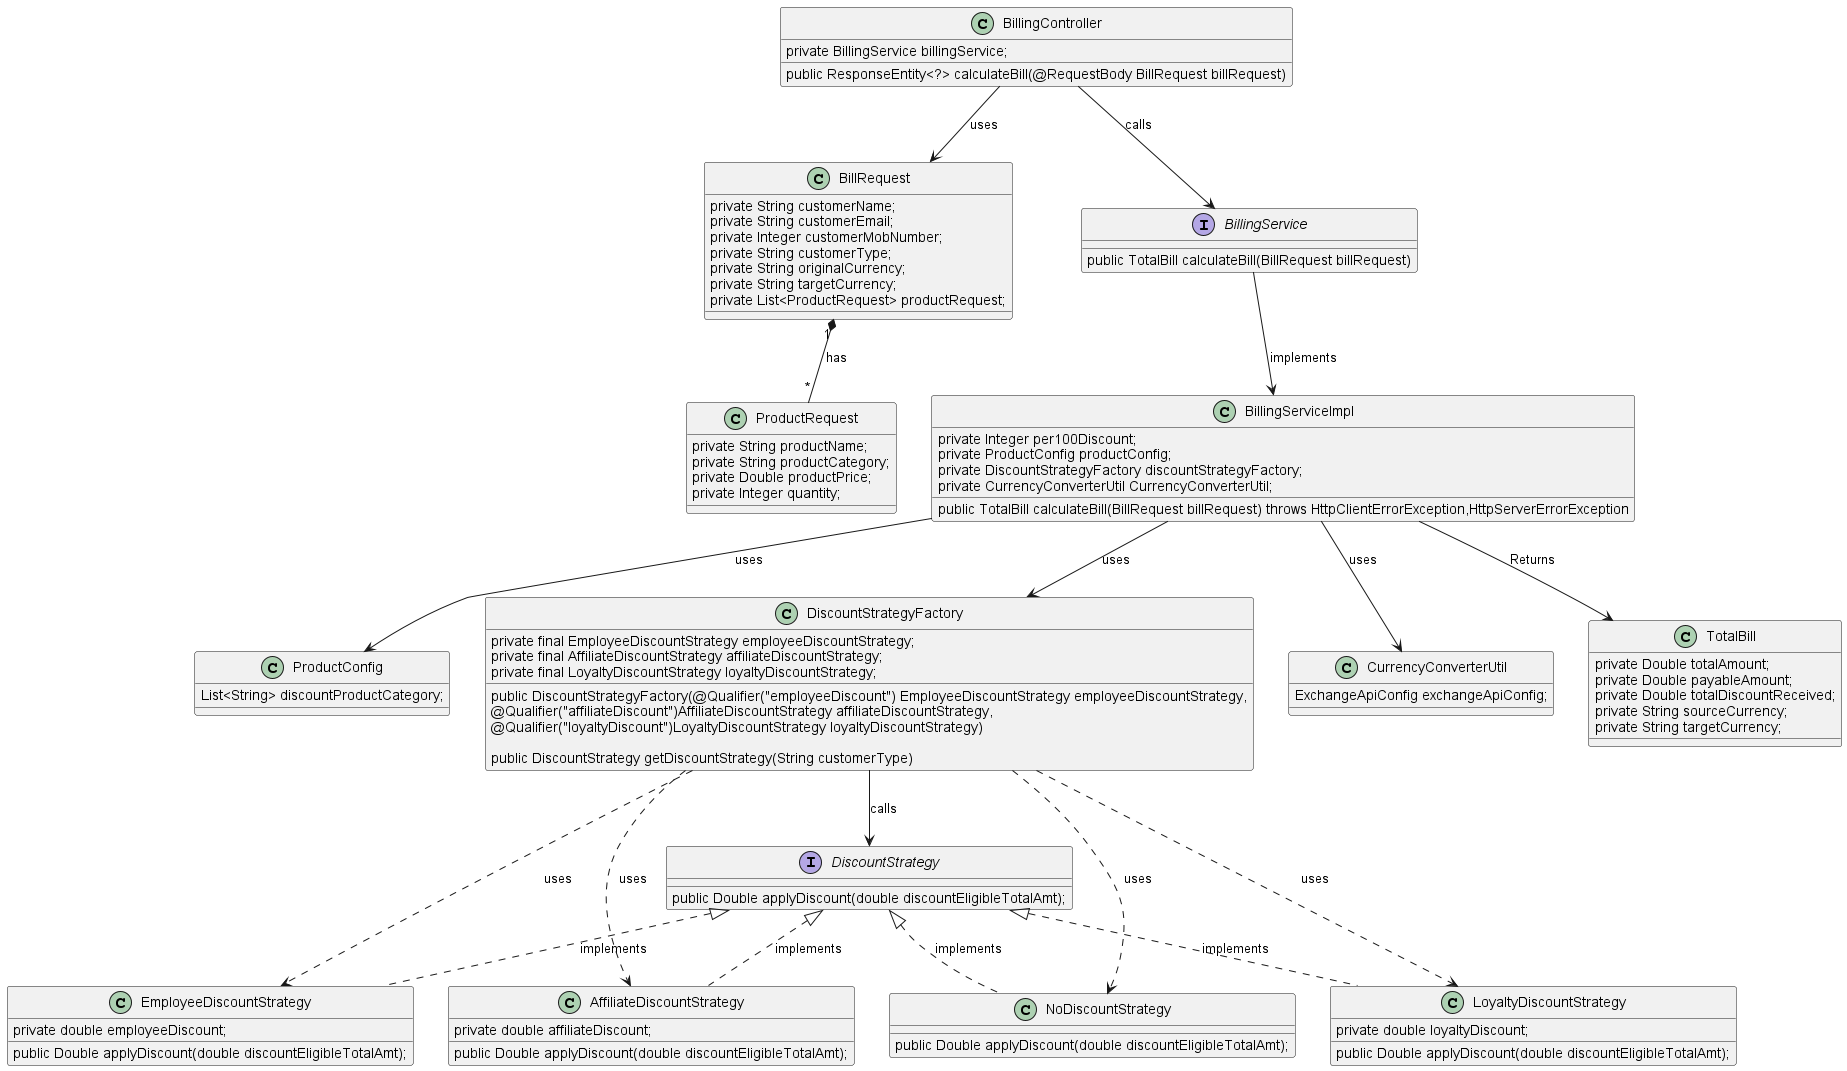 C BillingController
private BillingService billingService;
public ResponseEntity<?> calculateBill(@RequestBody BillRequest billRequest)
uses
calls
C BillRequest
private String customerName;
private String customerEmail;
private Integer customerMobNumber;
private String customerType;
private String originalCurrency;
private String targetCurrency;
private List<ProductRequest> productRequest;
I BillingService
public TotalBill calculateBill(BillRequest billRequest)
1
has
*
implements
C ProductRequest
private String productName;
private String productCategory;
private Double productPrice;
private Integer quantity;
C BillingServiceImpl
private Integer per100Discount;
private ProductConfig productConfig;
private DiscountStrategyFactory discountStrategyFactory;
private CurrencyConverterUtil CurrencyConverterUtil;
public TotalBill calculateBill(BillRequest billRequest) throws HttpClientErrorException,HttpServerErrorException
uses
uses
uses
Returns
C ProductConfig
List<String> discountProductCategory;
C DiscountStrategyFactory
private final EmployeeDiscountStrategy employeeDiscountStrategy;
private final AffiliateDiscountStrategy affiliateDiscountStrategy;
private final LoyaltyDiscountStrategy loyaltyDiscountStrategy;
public DiscountStrategyFactory(@Qualifier("employeeDiscount") EmployeeDiscountStrategy employeeDiscountStrategy,
@Qualifier("affiliateDiscount")AffiliateDiscountStrategy affiliateDiscountStrategy,
@Qualifier("loyaltyDiscount")LoyaltyDiscountStrategy loyaltyDiscountStrategy)
public DiscountStrategy getDiscountStrategy(String customerType)
C CurrencyConverterUtil
ExchangeApiConfig exchangeApiConfig;
C TotalBill
private Double totalAmount;
private Double payableAmount;
private Double totalDiscountReceived;
private String sourceCurrency;
private String targetCurrency;
calls
uses
uses
uses
uses
I DiscountStrategy
public Double applyDiscount(double discountEligibleTotalAmt);
implements
implements
implements
implements
C EmployeeDiscountStrategy
private double employeeDiscount;
public Double applyDiscount(double discountEligibleTotalAmt);
C AffiliateDiscountStrategy
private double affiliateDiscount;
public Double applyDiscount(double discountEligibleTotalAmt);
C NoDiscountStrategy
public Double applyDiscount(double discountEligibleTotalAmt);
C LoyaltyDiscountStrategy
private double loyaltyDiscount;
public Double applyDiscount(double discountEligibleTotalAmt);